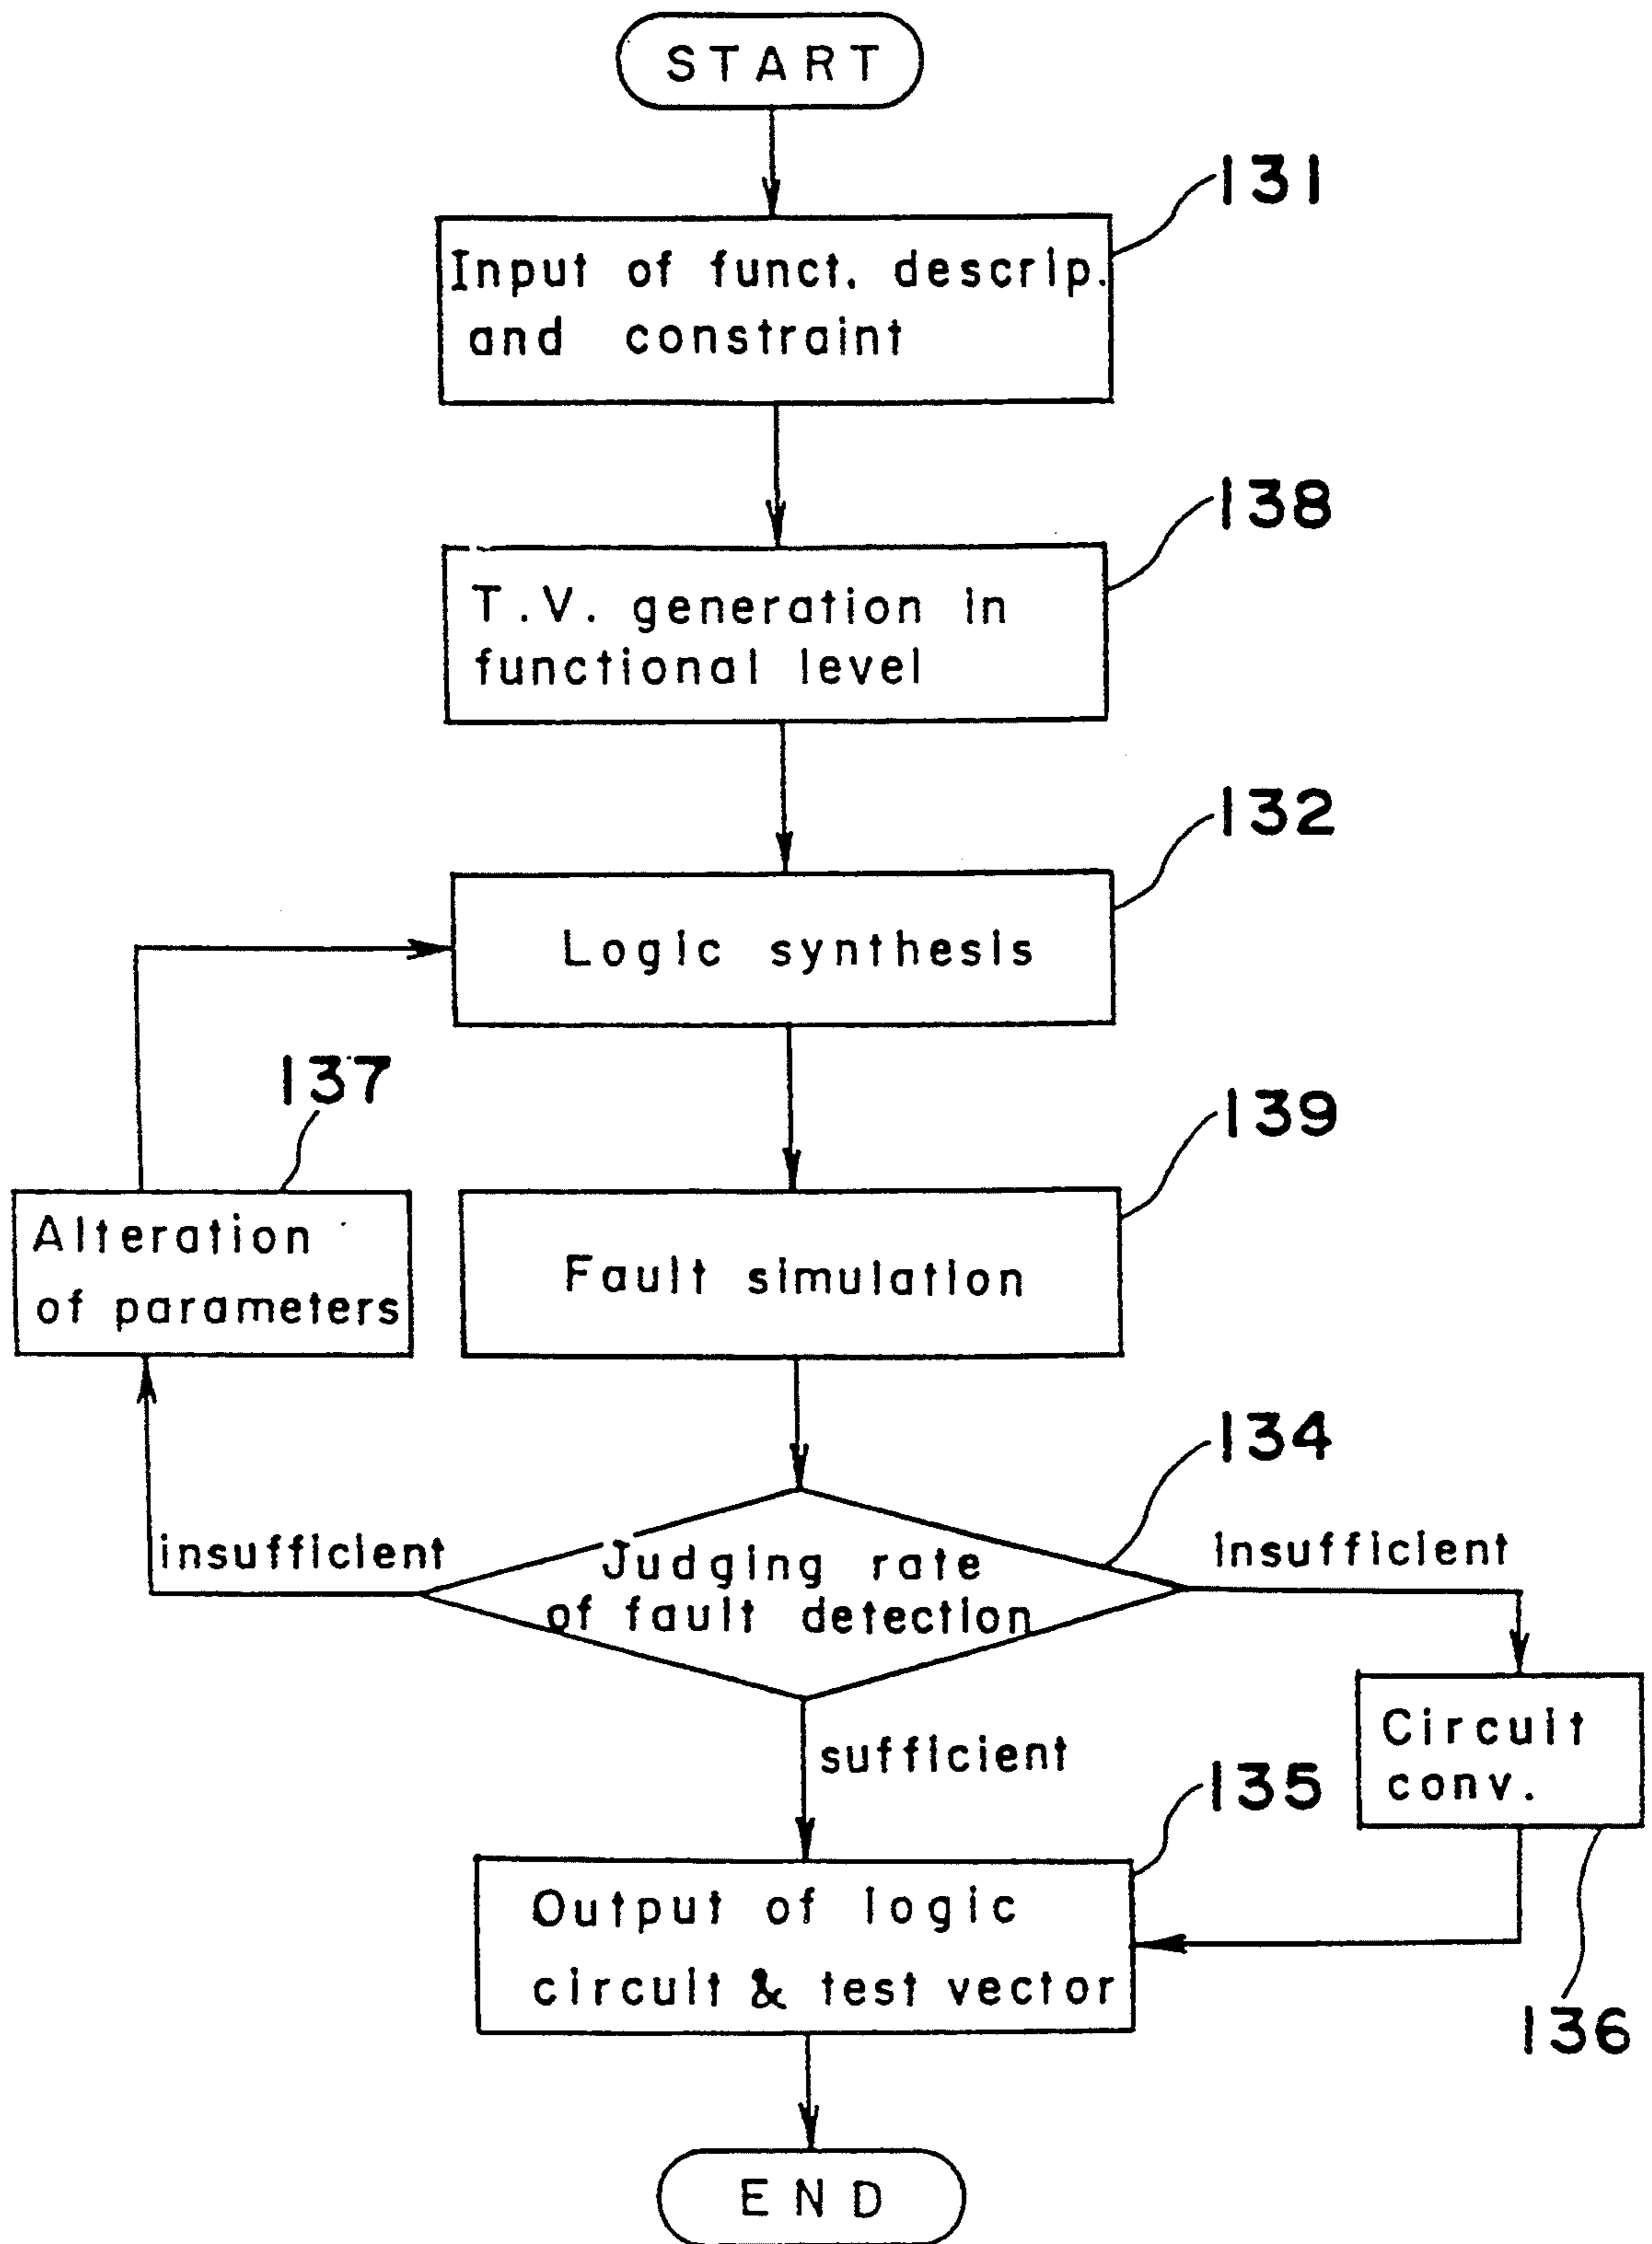 START
131
Input of funct. descrip.
and constraint
138
T.V. generation in
functional level
132
Logic synthesis
137
139
Alteration
of parameters
Fault simulation
134
insufficient
Judging rate
of fault detection
insufficient
sufficient
Circuit
conv.
135
Output of logic
circuit & test vector
136
END